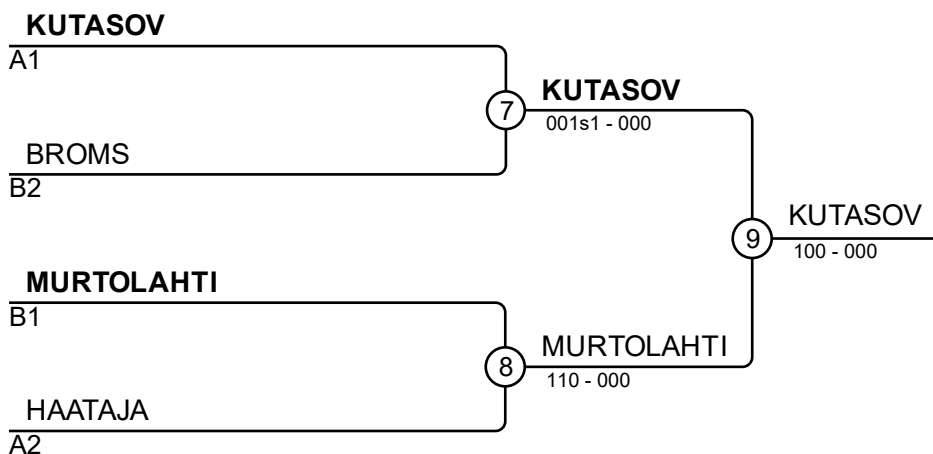 KUTASOV
A1
7
KUTASOV
001s1 - 000
BROMS
B2
9
KUTASOV
100 - 000
MURTOLAHTI
B1
8
MURTOLAHTI
110 - 000
HAATAJA
A2